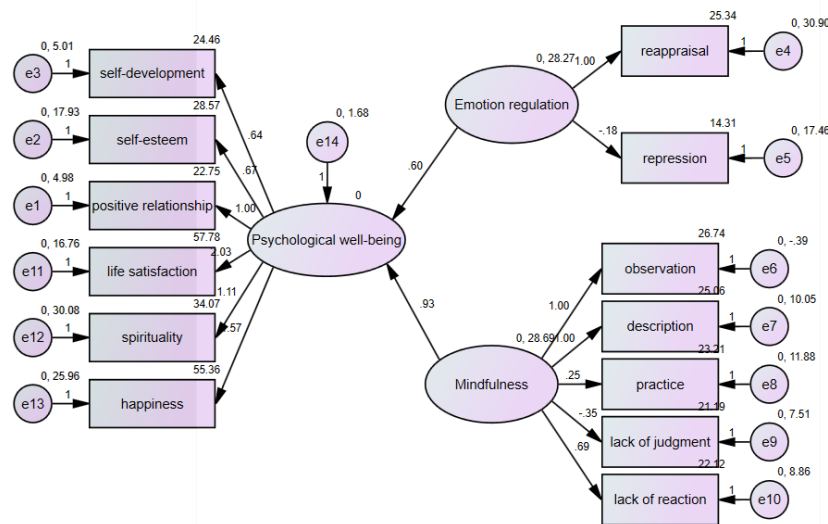 0, 5.01
e3
1
24.46
self-development
.64
0, 17.93
e2
1
28.57
self-esteem
.67
0, 4.98
e1
1
22.75
positive relationship
1.00
0, 16.76
e11
1
57.78
life satisfaction
2.03
0, 30.08
e12
1
34.07
spirituality
1.11
0, 25.96
e13
1
55.36
happiness
.57
0, 1.68
e14
1
0
Psychological well-being
.60
.93
0, 28.27
Emotion regulation
1.00
25.34
reappraisal
1
0, 30.90
e4
-.18
14.31
repression
1
0, 17.46
e5
0, 28.69
Mindfulness
1.00
26.74
observation
1
0, -.39
e6
1.00
25.06
description
1
0, 10.05
e7
.25
23.21
practice
1
0, 11.88
e8
-.35
21.19
lack of judgment
1
0, 7.51
e9
.69
22.12
lack of reaction
1
0, 8.86
e10